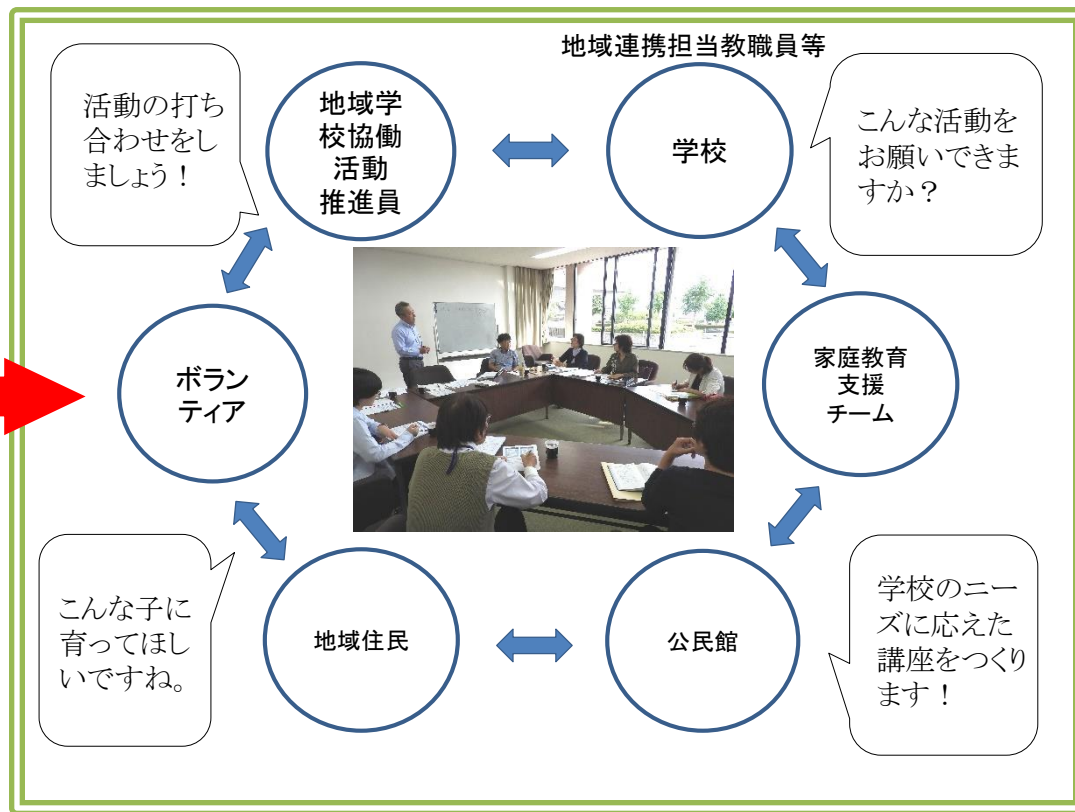 地域連携担当教職員等
活動の打ち
合わせをし
ましょう！
地域学
校協働
活動
推進員
学校
こんな活動を
お願いできま
すか？
ボラン
ティア
家庭教育
支援
チーム
こんな子に
育ってほし
いですね。
地域住民
公民館
学校のニー
ズに応えた
講座をつくり
ます！